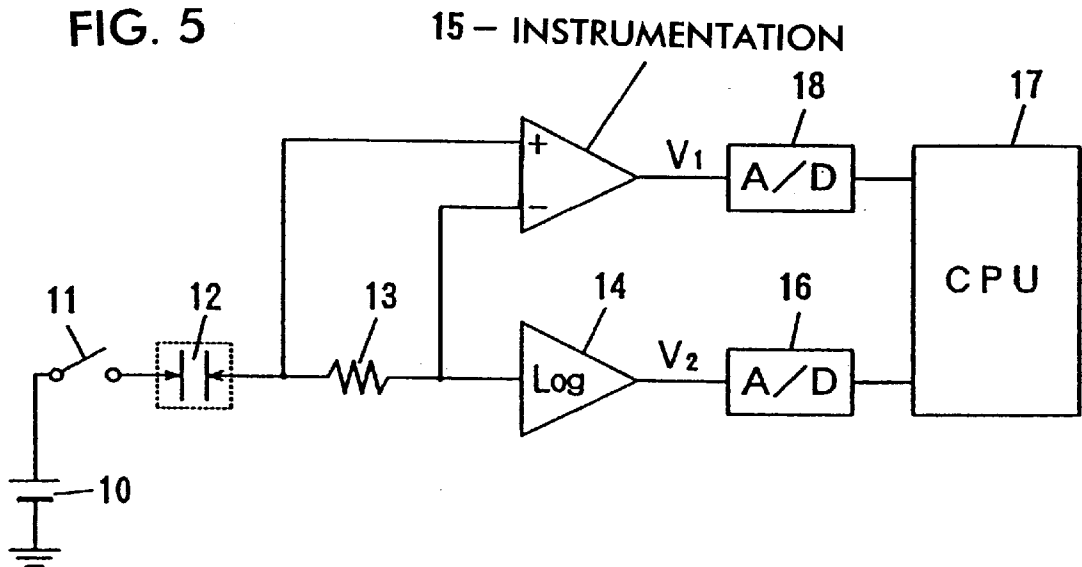 FIG. 5
15 – INSTRUMENTATION
18
17
+
V1
A/D
−
CPU
11
12
13
14
16
Log
V2
A/D
10